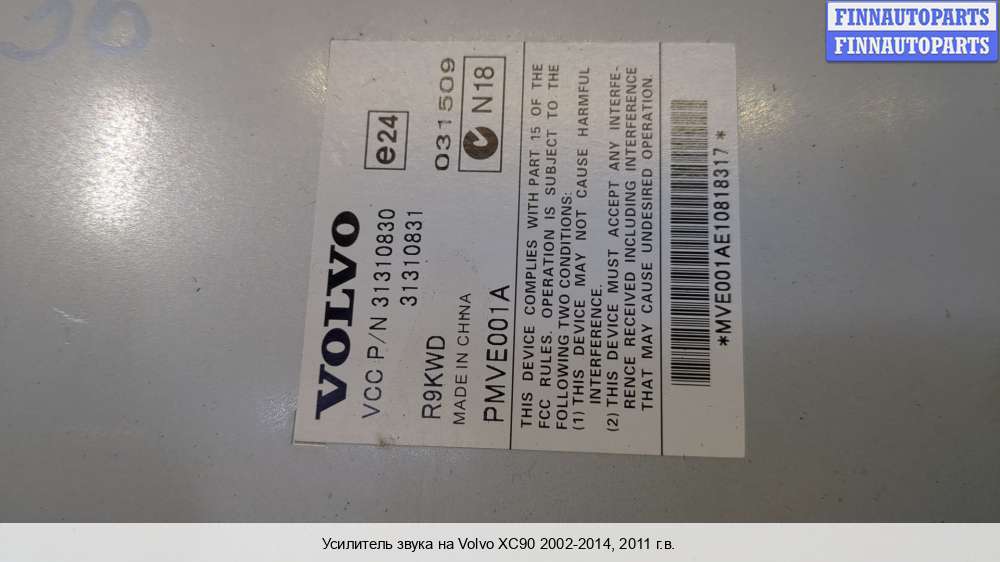 FINNAUTOPARTS
FINNAUTOPARTS
VOLVO
VCC P/N 31310830
31310831
e24
R9KWD
031509
MADE IN CHINA
N18
PMVE001A
THIS DEVICE COMPLIES WITH PART 15 OF THE
FCC RULES. OPERATION IS SUBJECT TO THE
FOLLOWING TWO CONDITIONS:
(1) THIS DEVICE MAY NOT CAUSE HARMFUL
INTERFERENCE.
(2) THIS DEVICE MUST ACCEPT ANY INTERFE-
RENCE RECEIVED INCLUDING INTERFERENCE
THAT MAY CAUSE UNDESIRED OPERATION.
*MVE001AE10818317*
Усилитель звука на Volvo XC90 2002-2014, 2011 г.в.